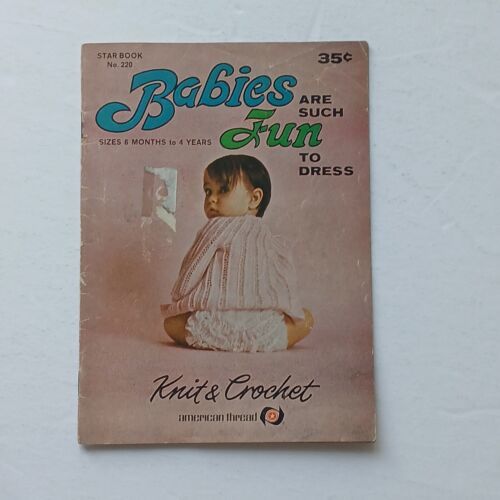 STAR BOOK
No. 220
35¢
Babies
ARE
SUCH
Fun
SIZES 6 MONTHS to 4 YEARS
TO
DRESS
Knit & Crochet
american thread